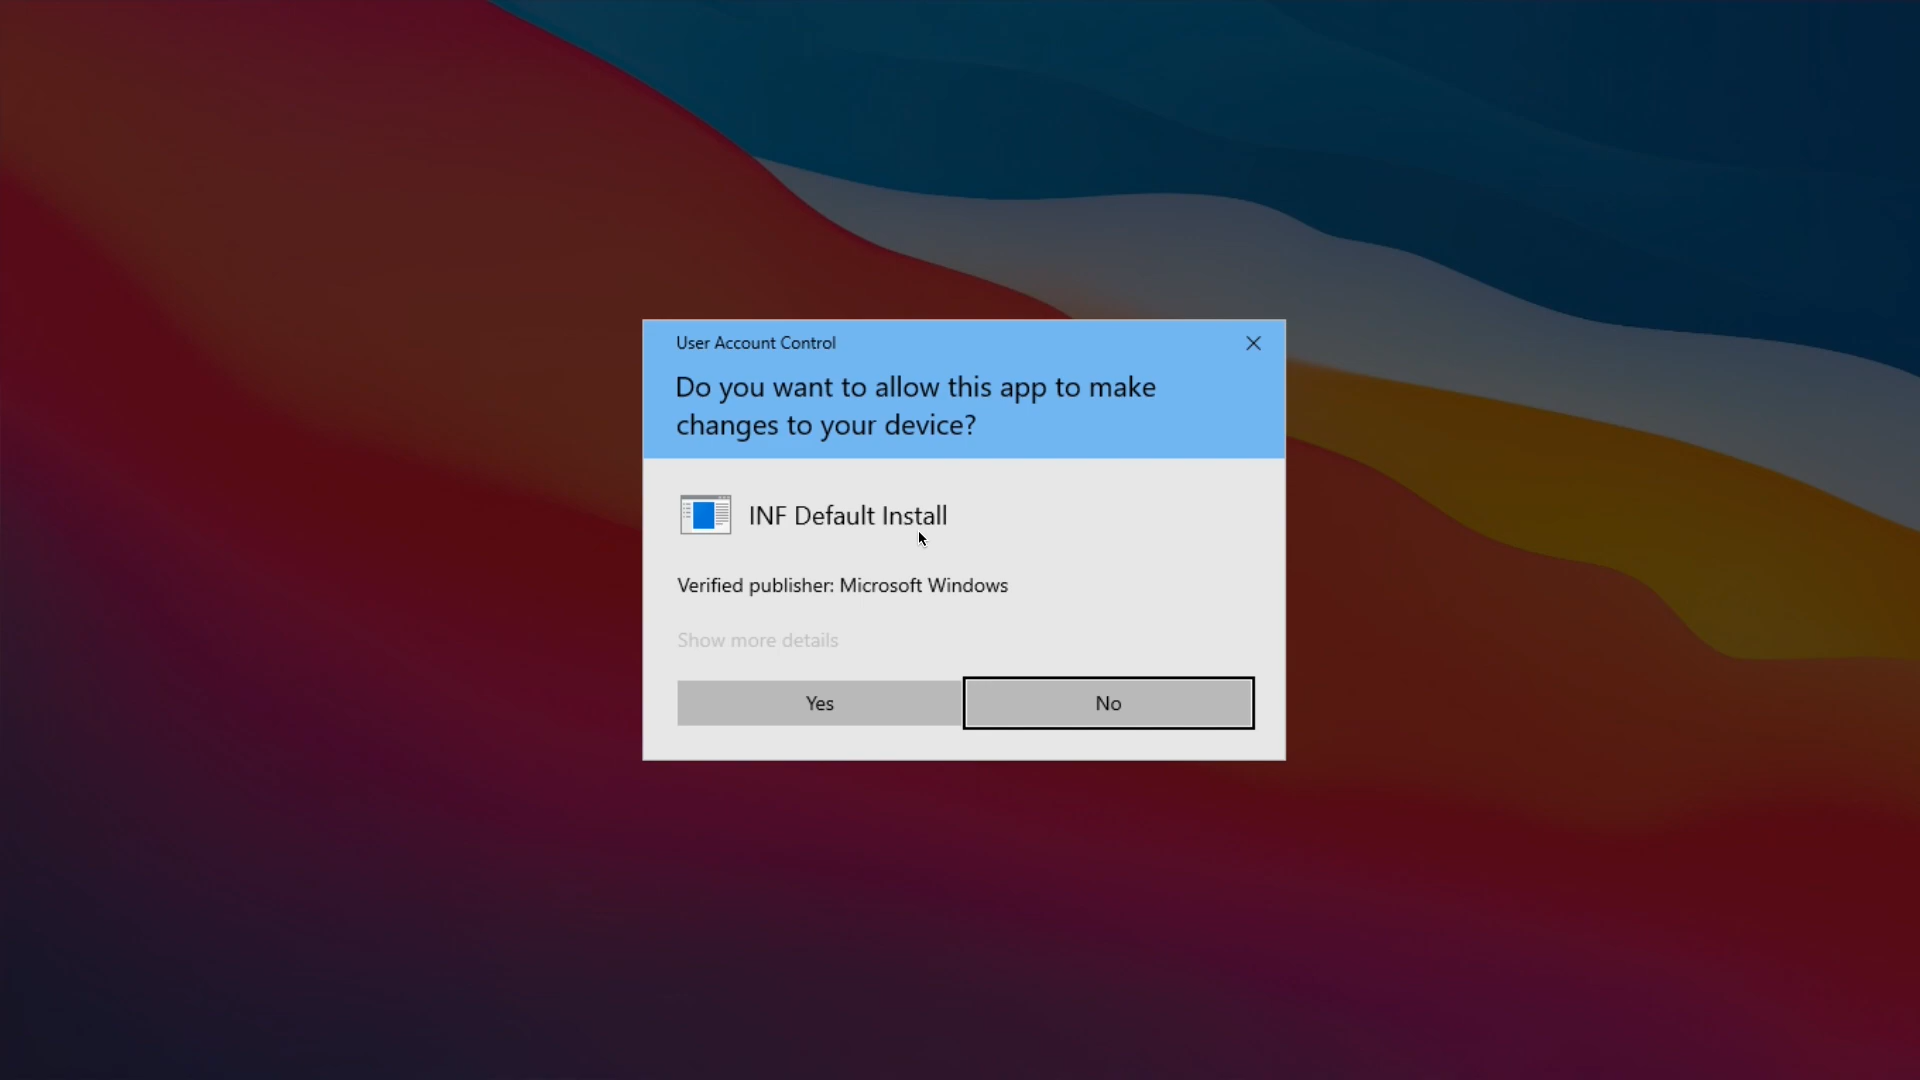 User Account Control
Do you want to allow this app to make
changes to your device?
INF Default Install
Verified publisher: Microsoft Windows
Show more details
Yes
No